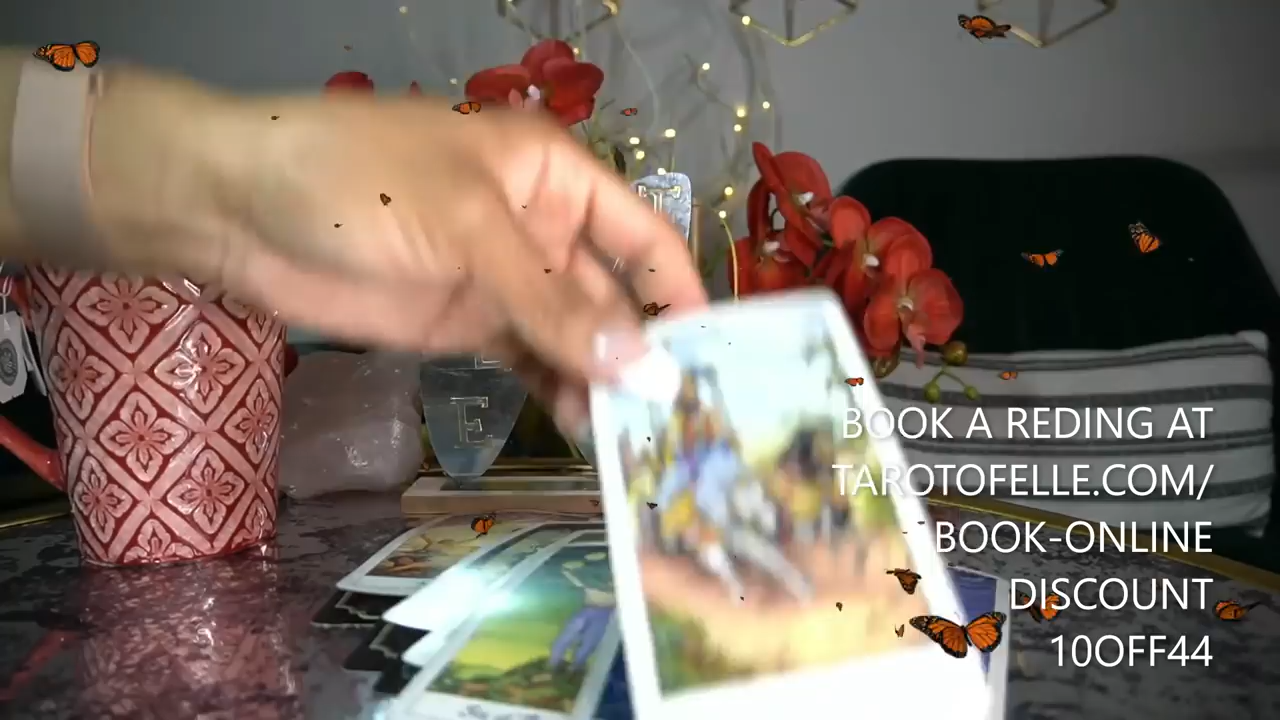 BOOK A REDING AT
TAROTOFELLE.COM/
BOOK-ONLINE
DISCOUNT
10OFF44
E